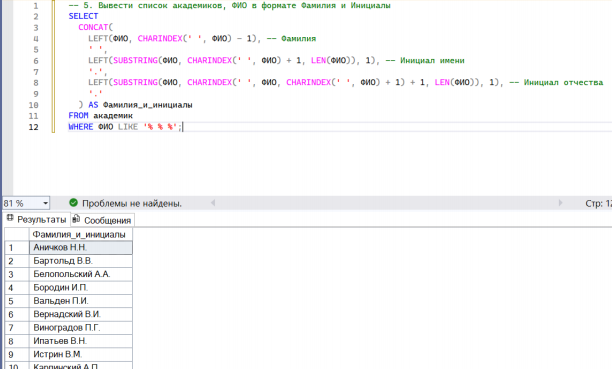 1 -- 5. Вывести список академиков, ФИО в формате Фамилия и Инициалы
2 SELECT
3 CONCAT(
4 LEFT(ФИО, CHARINDEX(' ', ФИО) - 1), -- Фамилия
5 ' ',
6 LEFT(SUBSTRING(ФИО, CHARINDEX(' ', ФИО) + 1, LEN(ФИО)), 1), -- Инициал имени
7 '.',
8 LEFT(SUBSTRING(ФИО, CHARINDEX(' ', ФИО, CHARINDEX(' ', ФИО) + 1) + 1, LEN(ФИО)), 1), -- Инициал отчества
9 '.'
10 ) AS Фамилия_и_инициалы
11 FROM академик
12 WHERE ФИО LIKE '% % %';
81 % Проблемы не найдены. Стр: 12
Результаты Сообщения
Фамилия_и_инициалы
1 Аничков Н.Н.
2 Бартольд В.В.
3 Белопольский А.А.
4 Бородин И.П.
5 Вальден П.И.
6 Вернадский В.И.
7 Виноградов П.Г.
8 Ипатьев В.Н.
9 Истрин В.М.
10 Карпинский А.П.